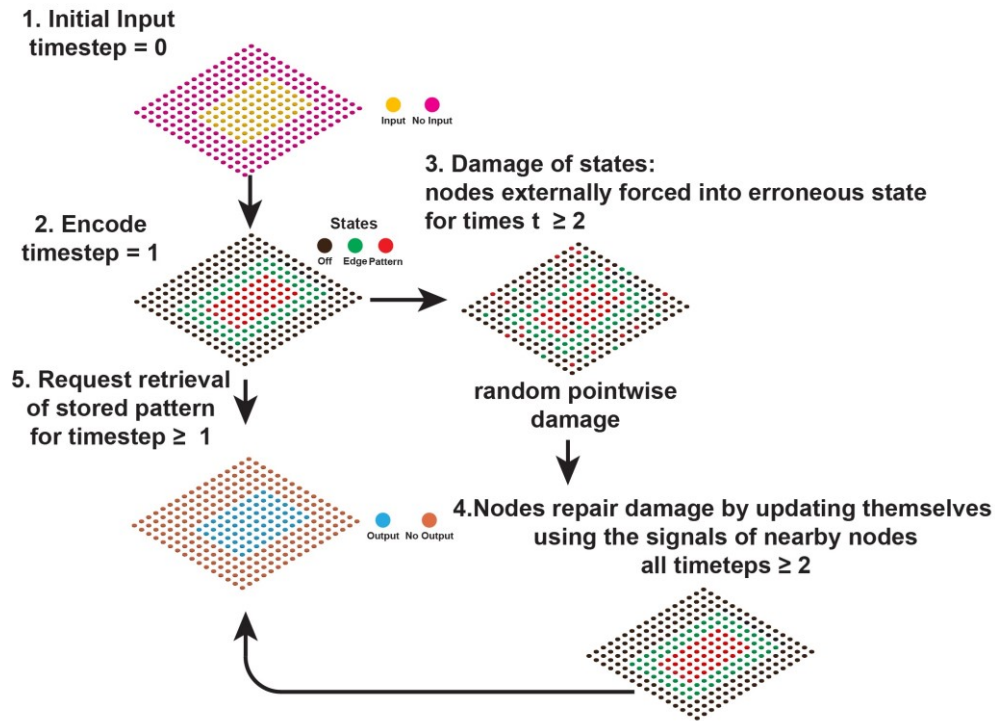 1. Initial Input
timestep = 0
Input No Input
2. Encode
timestep = 1
States
Off Edge Pattern
3. Damage of states:
nodes externally forced into erroneous state
for times t ≥ 2
random pointwise
damage
4.Nodes repair damage by updating themselves
using the signals of nearby nodes
all timeteps ≥ 2
5. Request retrieval
of stored pattern
for timestep ≥ 1
Output No Output